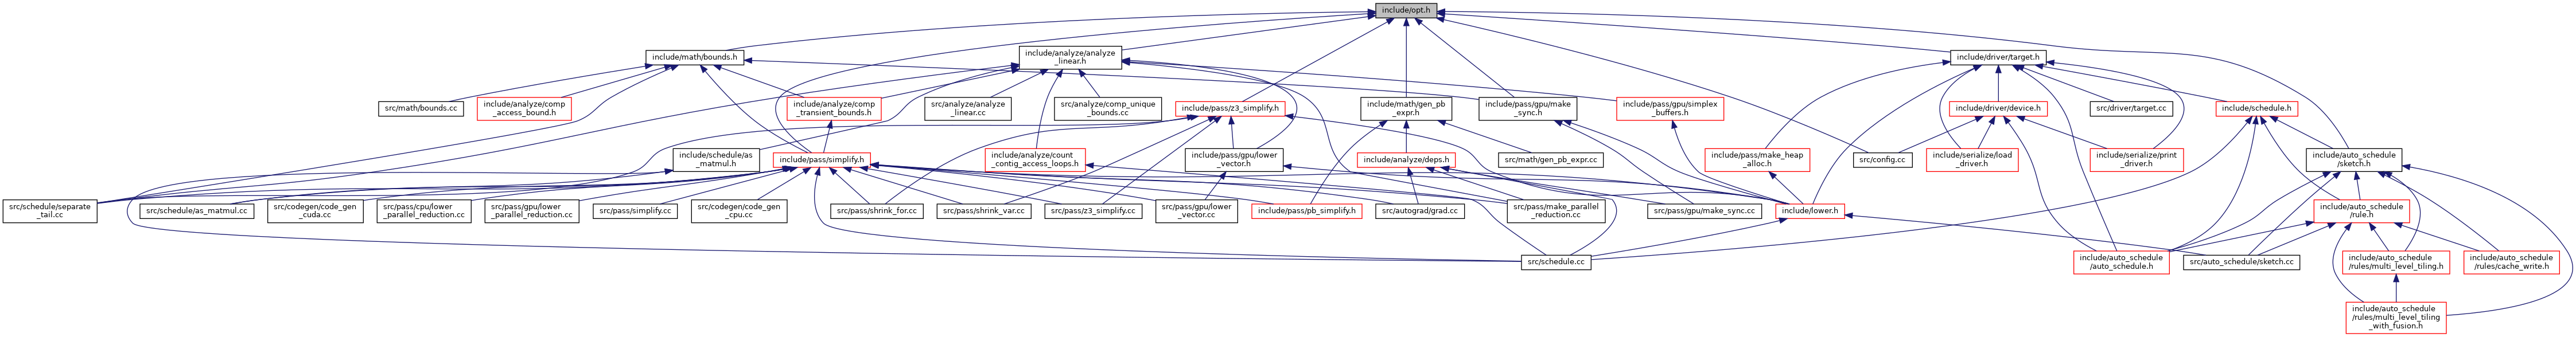 include/opt.h
include/math/bounds.h
include/analyze/analyze
_linear.h
include/driver/target.h
src/math/bounds.cc
include/analyze/comp
_access_bound.h
include/analyze/comp
_transient_bounds.h
src/analyze/analyze
_linear.cc
src/analyze/comp_unique
_bounds.cc
include/pass/z3_simplify.h
include/math/gen_pb
_expr.h
include/pass/gpu/make
_sync.h
include/pass/gpu/simplex
_buffers.h
include/driver/device.h
src/driver/target.cc
include/schedule.h
include/schedule/as
_matmul.h
include/pass/simplify.h
include/analyze/count
_contig_access_loops.h
include/pass/gpu/lower
_vector.h
include/analyze/deps.h
src/math/gen_pb_expr.cc
include/pass/make_heap
_alloc.h
src/config.cc
include/serialize/load
_driver.h
include/serialize/print
_driver.h
include/auto_schedule
/sketch.h
src/schedule/separate
_tail.cc
src/schedule/as_matmul.cc
src/codegen/code_gen
_cuda.cc
src/pass/cpu/lower
_parallel_reduction.cc
src/pass/gpu/lower
_parallel_reduction.cc
src/pass/simplify.cc
src/codegen/code_gen
_cpu.cc
src/pass/shrink_for.cc
src/pass/shrink_var.cc
src/pass/z3_simplify.cc
src/pass/gpu/lower
_vector.cc
include/pass/pb_simplify.h
src/autograd/grad.cc
src/pass/make_parallel
_reduction.cc
src/pass/gpu/make_sync.cc
include/lower.h
include/auto_schedule
/rule.h
src/schedule.cc
include/auto_schedule
/auto_schedule.h
src/auto_schedule/sketch.cc
include/auto_schedule
/rules/multi_level_tiling.h
include/auto_schedule
/rules/cache_write.h
include/auto_schedule
/rules/multi_level_tiling
_with_fusion.h